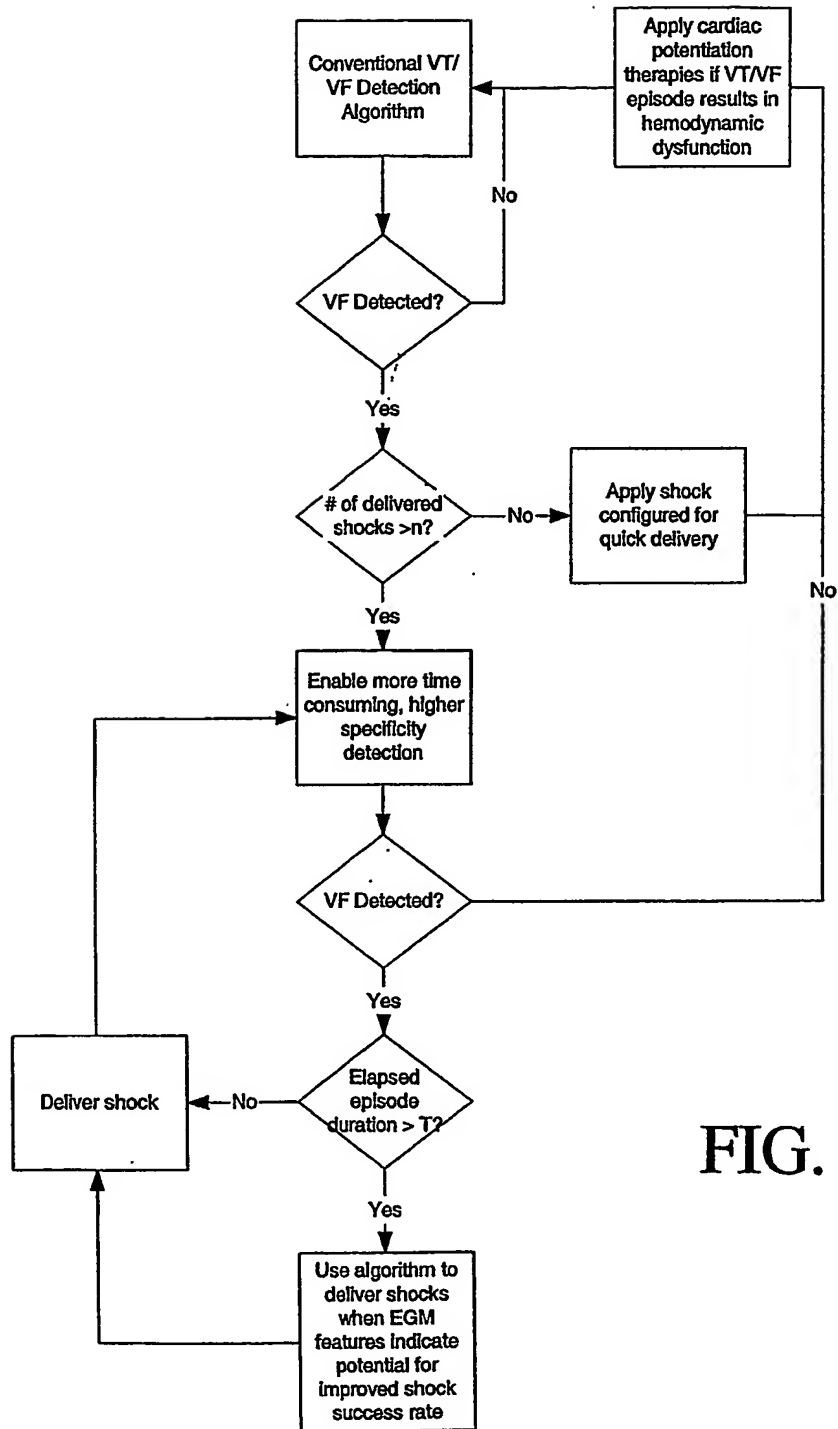 Conventional VT/
VF Detection
Algorithm
Apply cardiac
potentiation
therapies if VT/VF
episode results in
hemodynamic
dysfunction
No
VF Detected?
Yes
# of delivered
shocks >n?
No
Apply shock
configured for
quick delivery
No
Yes
Enable more time
consuming, higher
specificity
detection
VF Detected?
Yes
Deliver shock
No
Elapsed
episode
duration > T?
Yes
Use algorithm to
deliver shocks
when EGM
features indicate
potential for
improved shock
success rate
FIG.